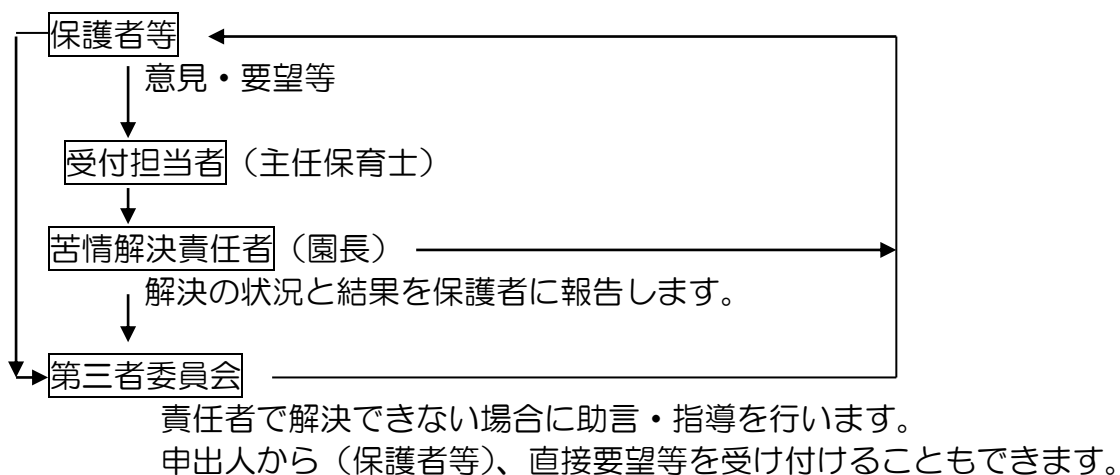 保護者等
意見・要望等
受付担当者（主任保育士）
苦情解決責任者（園長）
解決の状況と結果を保護者に報告します。
第三者委員会
責任者で解決できない場合に助言・指導を行います。
申出人から（保護者等）、直接要望等を受け付けることもできます。